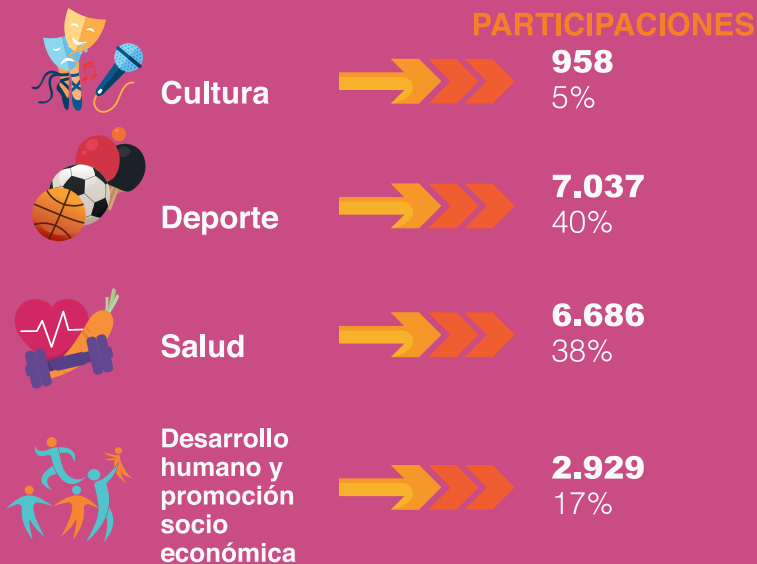 PARTICIPACIONES
Cultura
958
5%
Deporte
7.037
40%
Salud
6.686
38%
Desarrollo
humano y
promoción
socio
económica
2.929
17%